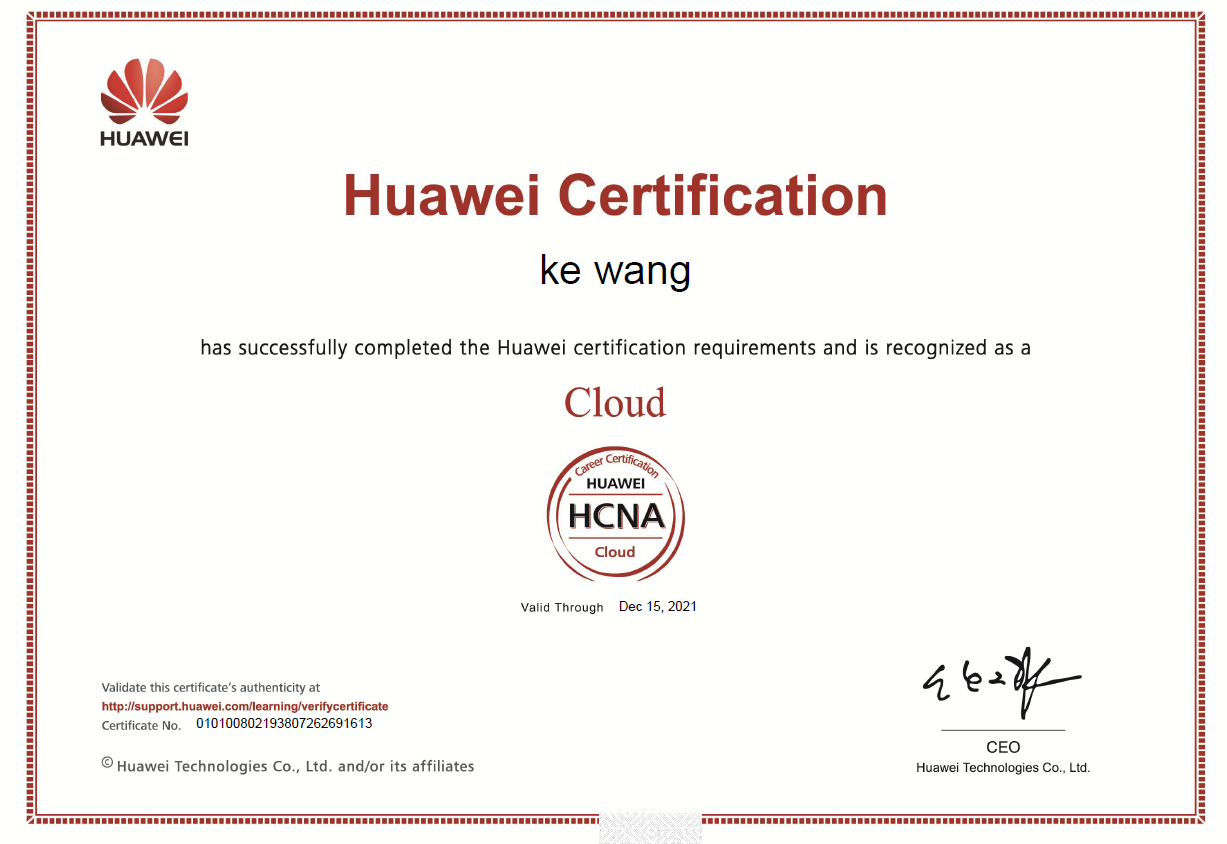 HUAWEI
Huawei Certification
ke wang
has successfully completed the Huawei certification requirements and is recognized as a
Cloud
Career Certification
HUAWEI
HCNA
Cloud
Valid Through Dec 15, 2021
Validate this certificate's authenticity at
http://support.huawei.com/learning/verifycertificate
Certificate No. 010100802193807262691613
© Huawei Technologies Co., Ltd. and/or its affiliates
CEO
Huawei Technologies Co., Ltd.